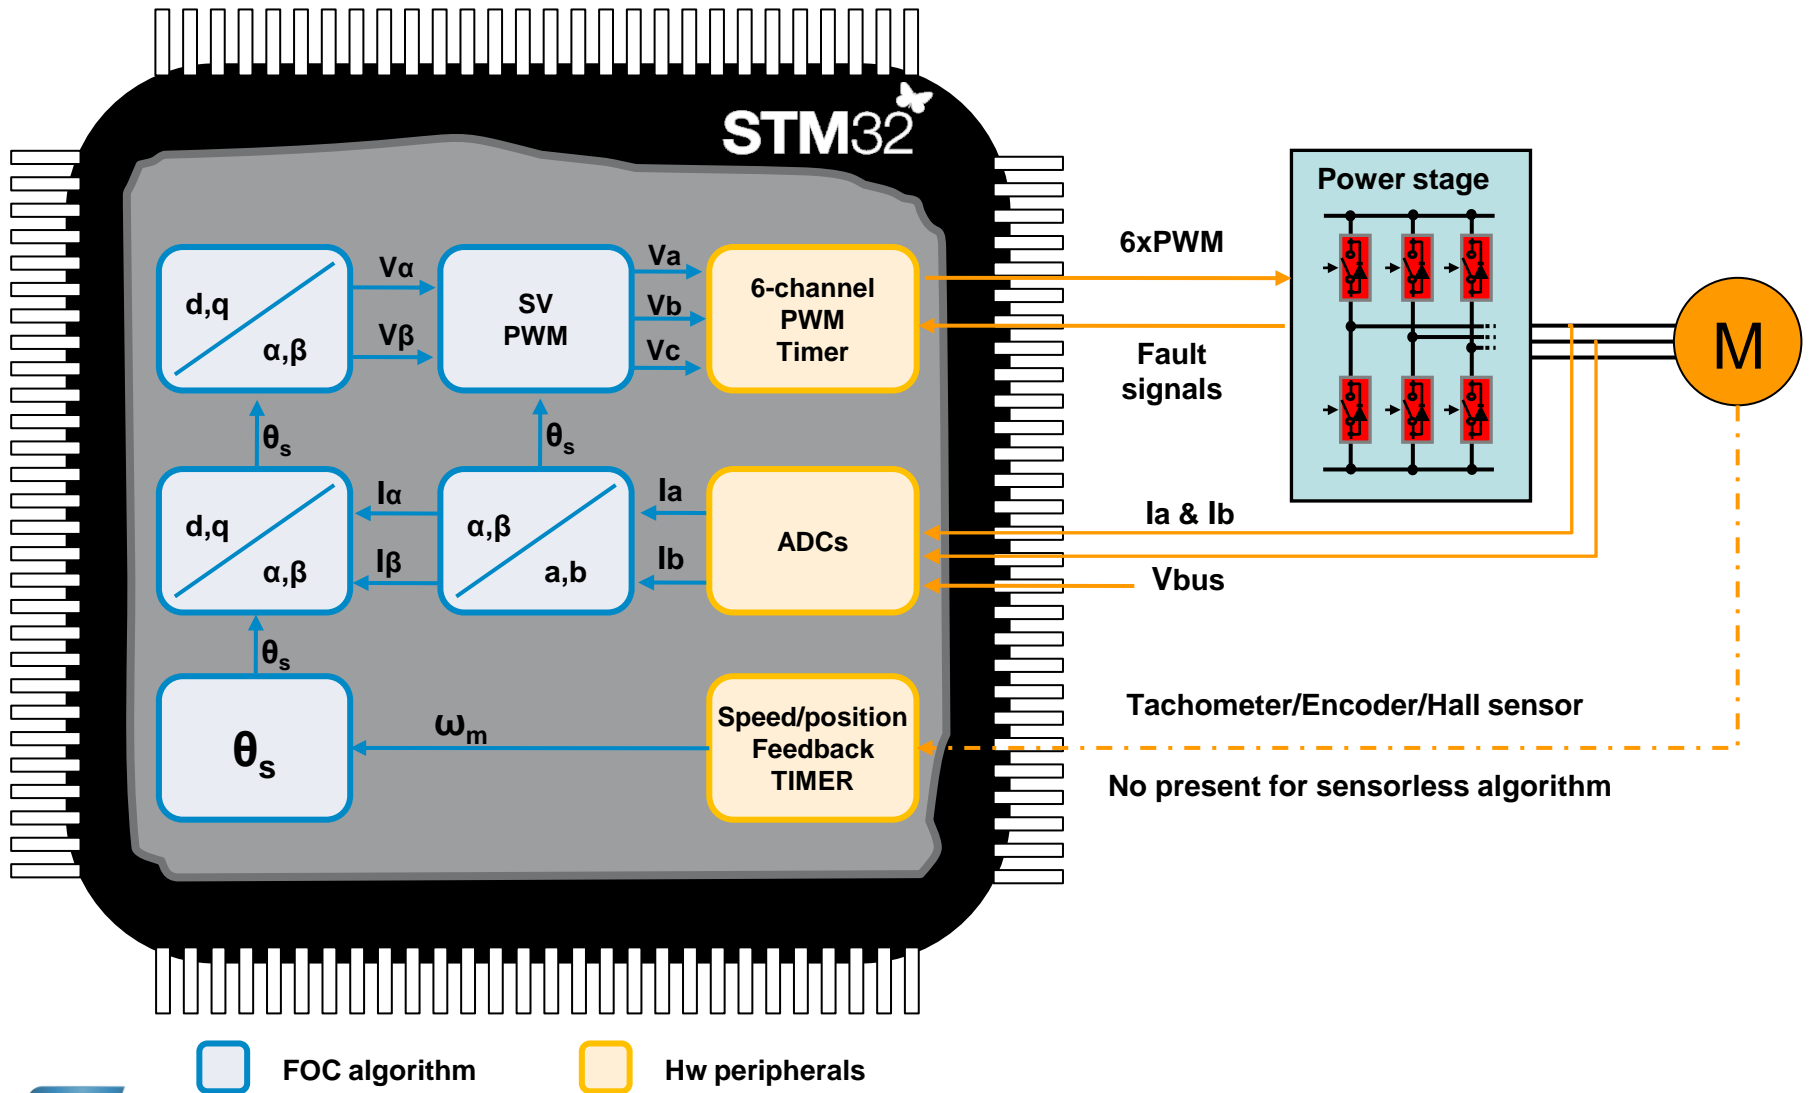 STM32
Power stage
6xPWM
Va
Vα
d,q
α,β
SV
PWM
Vb
6-channel
PWM
Timer
Vβ
Vc
Fault
signals
M
θs
θs
Iα
Ia
Ia & Ib
d,q
α,β
α,β
a,b
ADCs
Iβ
Ib
Vbus
θs
Tachometer/Encoder/Hall sensor
θs
ωm
Speed/position
Feedback
TIMER
No present for sensorless algorithm
FOC algorithm
Hw peripherals